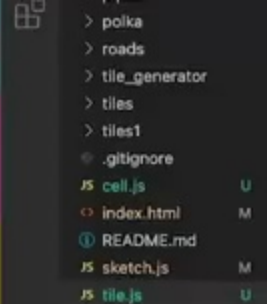 polka
roads
tile_generator
tiles
tiles1
.gitignore
JS cell.js U
<> index.html M
README.md
JS sketch.js M
JS tile.js U